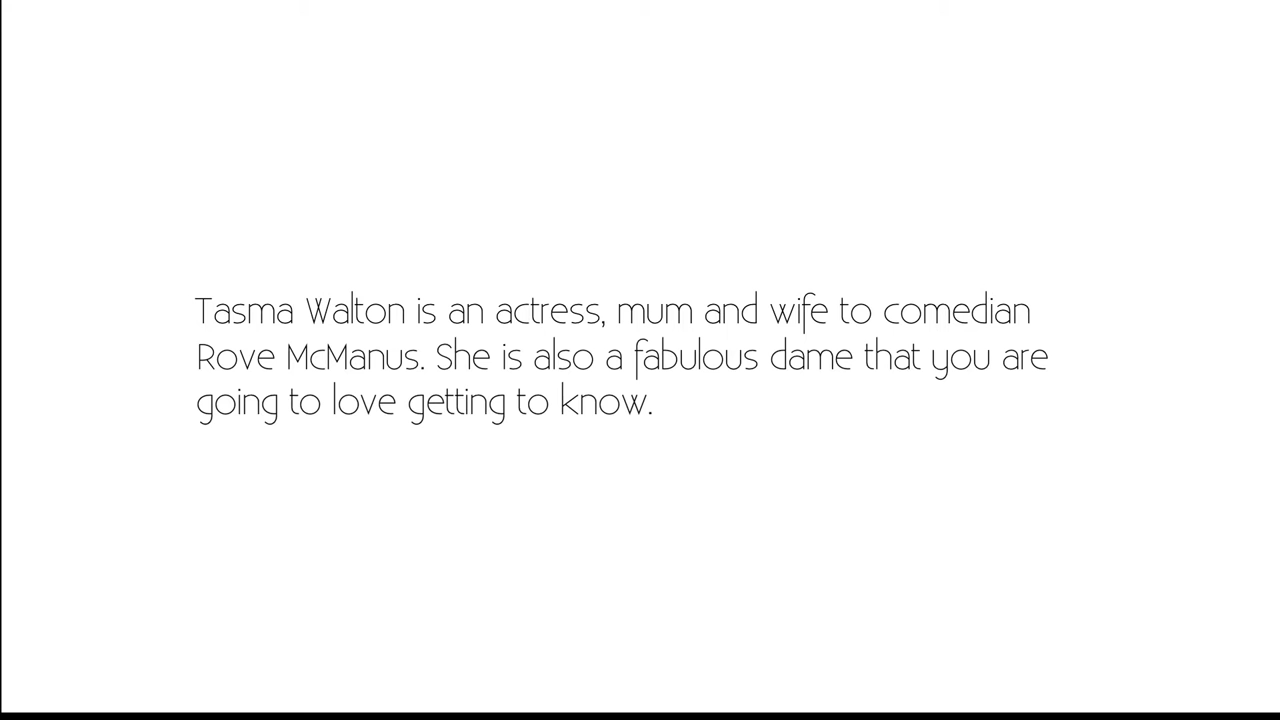 Tasma Walton is an actress, mum and wife to comedian
Rove McManus. She is also a fabulous dame that you are
going to love getting to know.